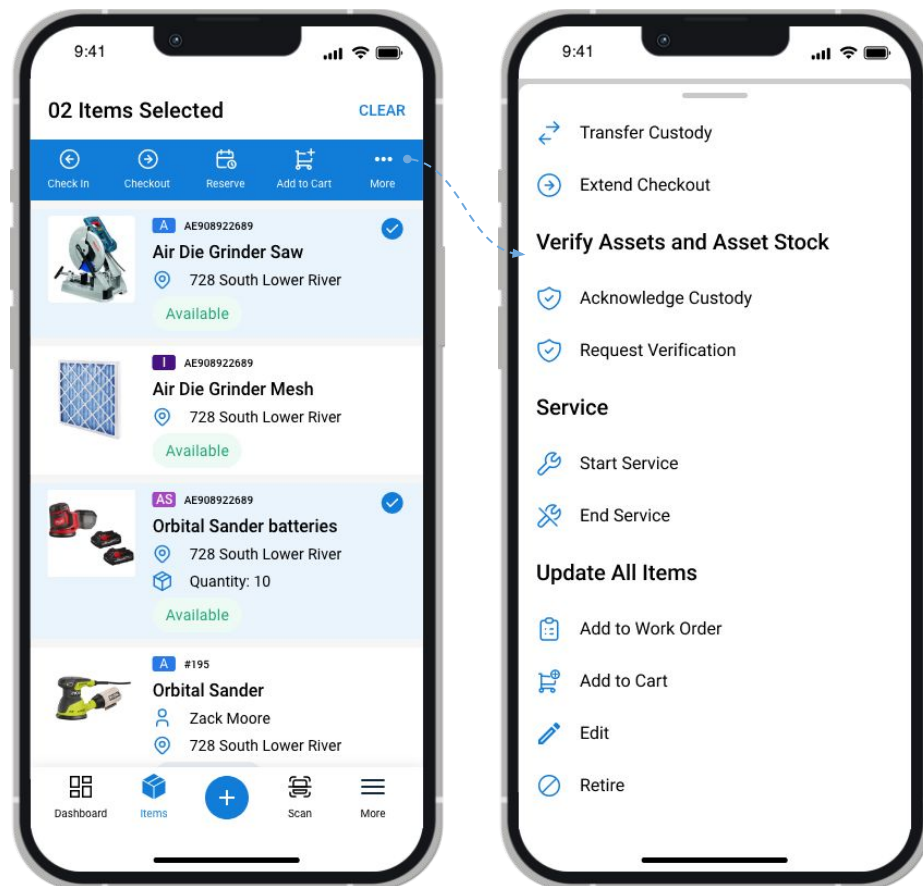 9:41
02 Items Selected
CLEAR
Check In
Checkout
Reserve
Add to Cart
More
A AE908922689
Air Die Grinder Saw
728 South Lower River
Available
I AE908922689
Air Die Grinder Mesh
728 South Lower River
Available
AS AE908922689
Orbital Sander batteries
728 South Lower River
Quantity: 10
Available
A #195
Orbital Sander
Zack Moore
728 South Lower River
Dashboard
Items
Scan
More
9:41
Transfer Custody
Extend Checkout
Verify Assets and Asset Stock
Acknowledge Custody
Request Verification
Service
Start Service
End Service
Update All Items
Add to Work Order
Add to Cart
Edit
Retire